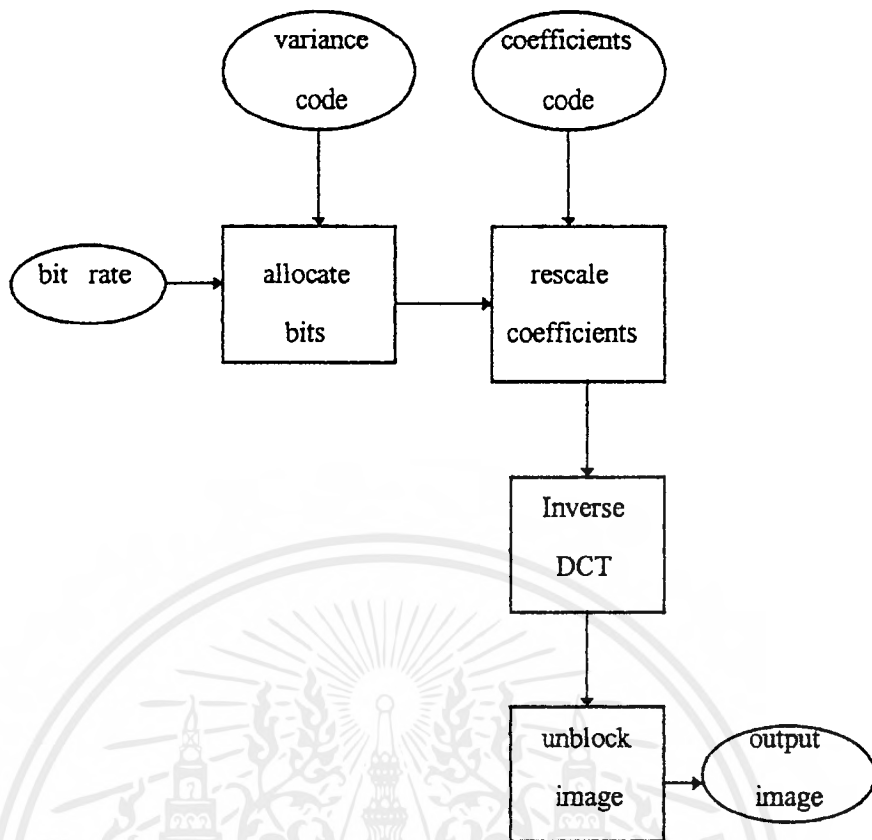 variance
code
coefficients
code
bit rate
allocate
bits
rescale
coefficients
Inverse
DCT
unblock
image
output
image